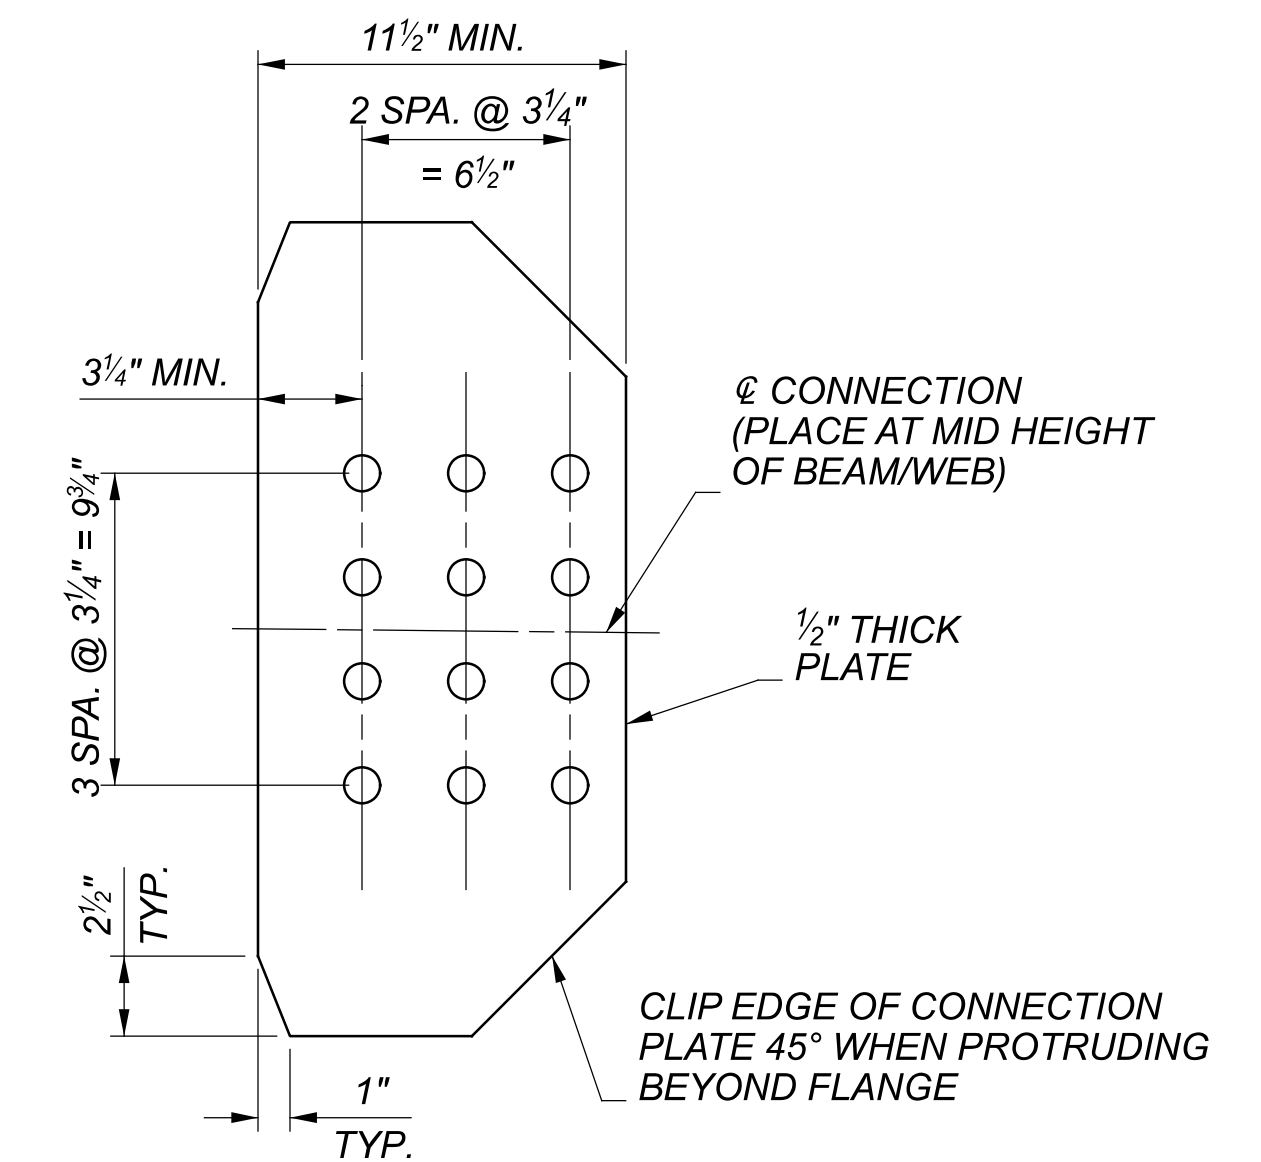 11½" MIN.
2 SPA. @ 3¼"
= 6½"
3¼" MIN.
℄ CONNECTION
(PLACE AT MID HEIGHT
OF BEAM/WEB)
3 SPA. @ 3¼" = 9¾"
½" THICK
PLATE
2½"
TYP.
CLIP EDGE OF CONNECTION
PLATE 45° WHEN PROTRUDING
BEYOND FLANGE
1"
TYP.